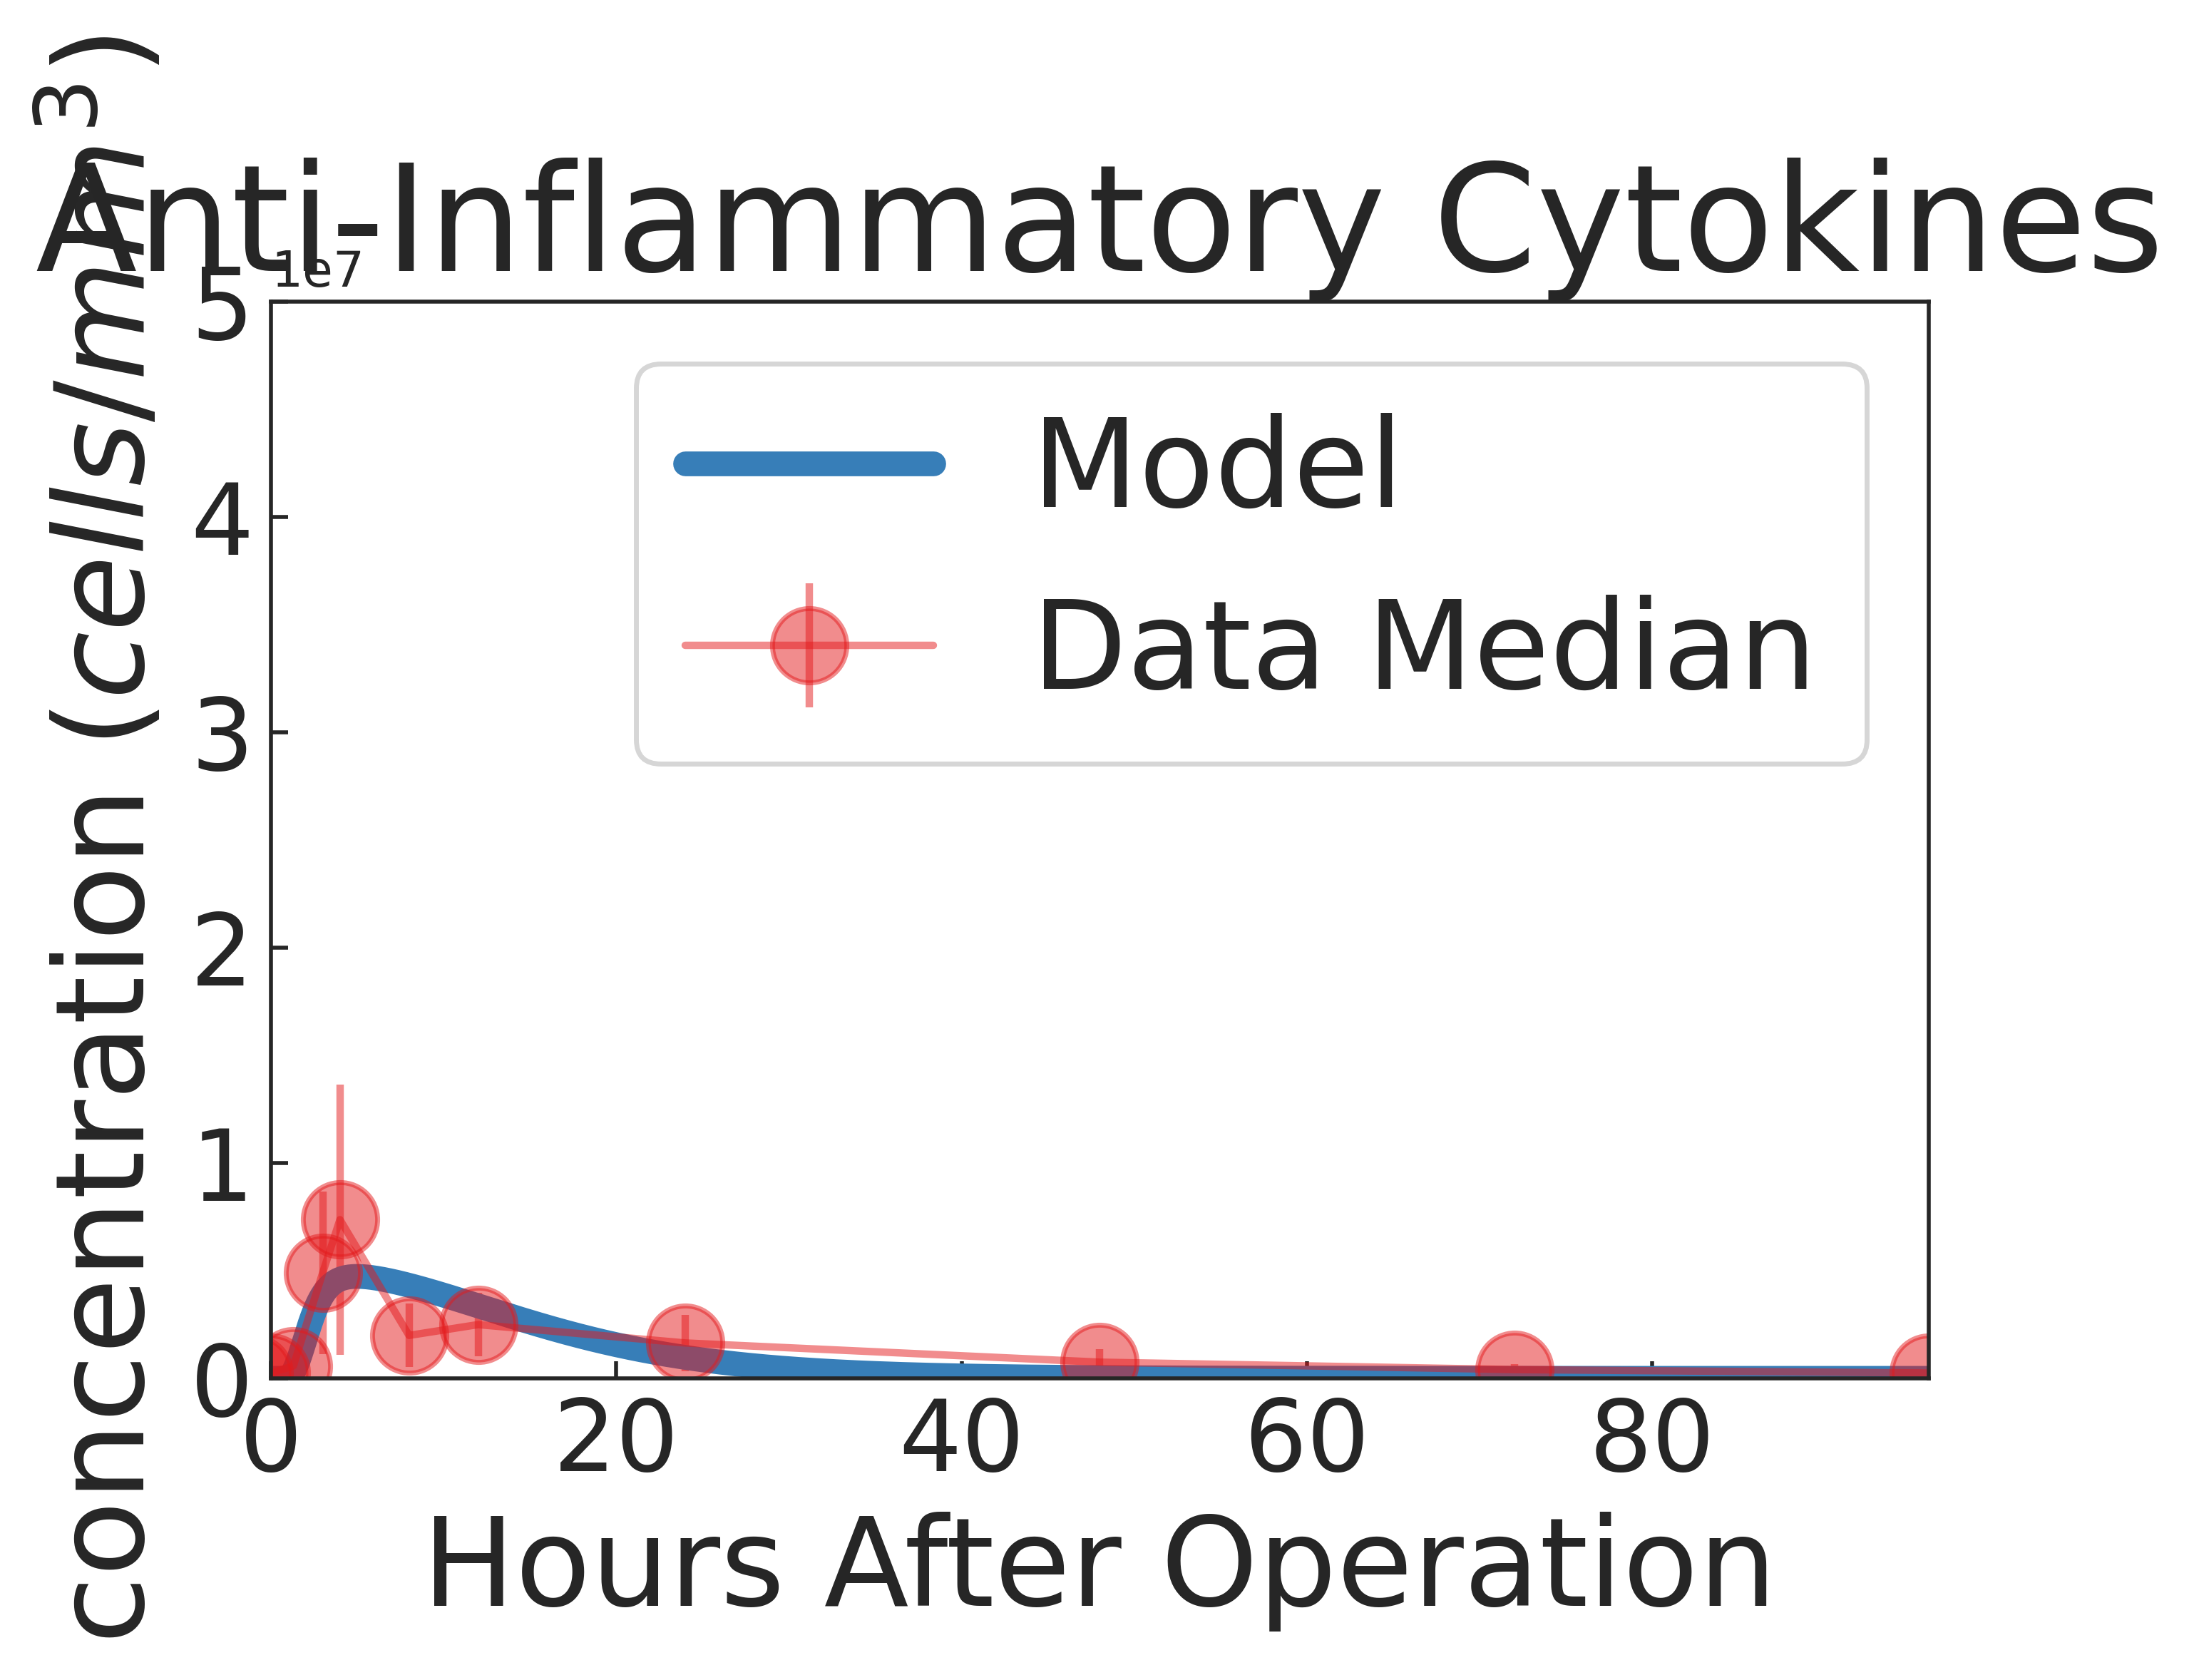 Anti-Inflammatory Cytokines
1e7
concentration (cells/mm³)
5
4
3
2
1
0
Model
Data Median
0 20 40 60 80
Hours After Operation